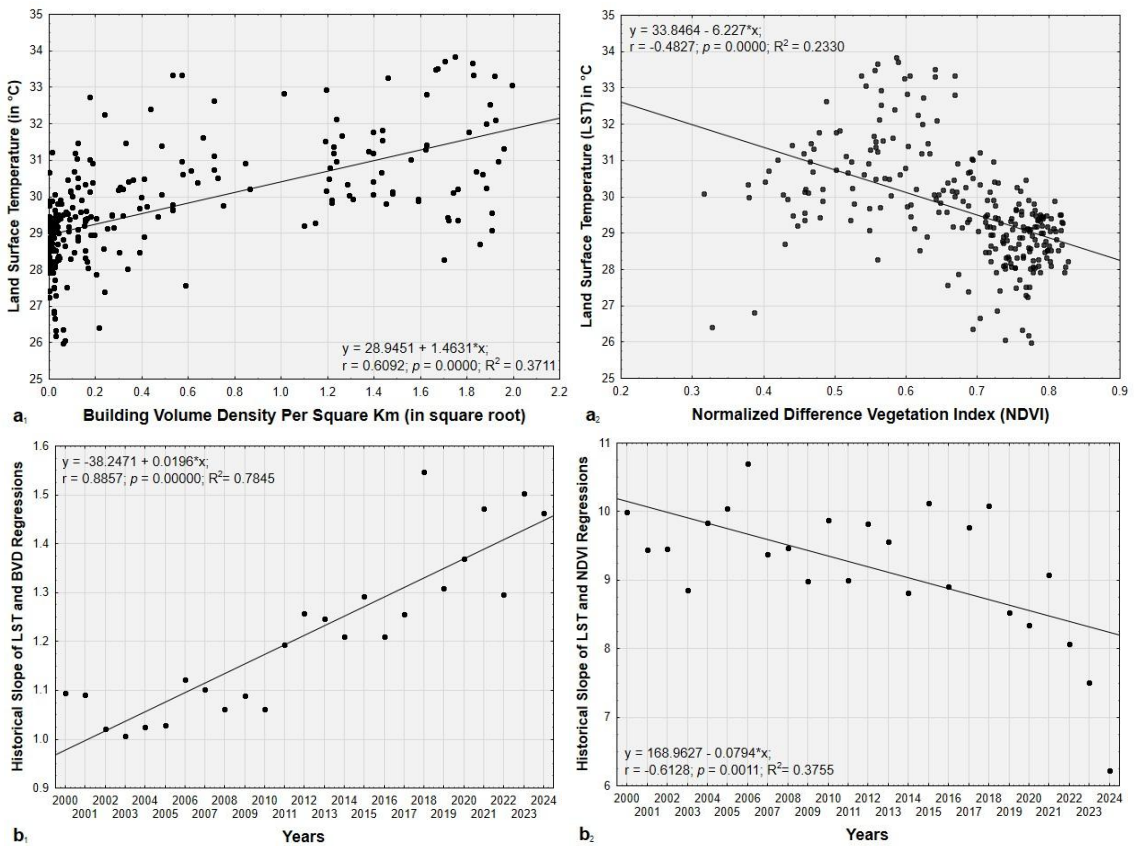 y = 28.9451 + 1.4631*x;
r = 0.6092; p = 0.0000; R² = 0.3711
Land Surface Temperature (in °C)
35
34
33
32
31
30
29
28
27
26
25
0.0 0.2 0.4 0.6 0.8 1.0 1.2 1.4 1.6 1.8 2.0 2.2
a₁ Building Volume Density Per Square Km (in square root)
y = 33.8464 - 6.227*x;
r = -0.4827; p = 0.0000; R² = 0.2330
Land Surface Temperature (LST) in °C
35
34
33
32
31
30
29
28
27
26
25
0.2 0.3 0.4 0.5 0.6 0.7 0.8 0.9
a₂ Normalized Difference Vegetation Index (NDVI)
y = -38.2471 + 0.0196*x;
r = 0.8857; p = 0.00000; R²= 0.7845
Historical Slope of LST and BVD Regressions
1.6
1.5
1.4
1.3
1.2
1.1
1.0
0.9
2000 2002 2004 2006 2008 2010 2012 2014 2016 2018 2020 2022 2024
2001 2003 2005 2007 2009 2011 2013 2015 2017 2019 2021 2023
b₁ Years
y = 168.9627 - 0.0794*x;
r = -0.6128; p = 0.0011; R²= 0.3755
Historical Slope of LST and NDVI Regressions
11
10
9
8
7
6
2000 2002 2004 2006 2008 2010 2012 2014 2016 2018 2020 2022 2024
2001 2003 2005 2007 2009 2011 2013 2015 2017 2019 2021 2023
b₂ Years